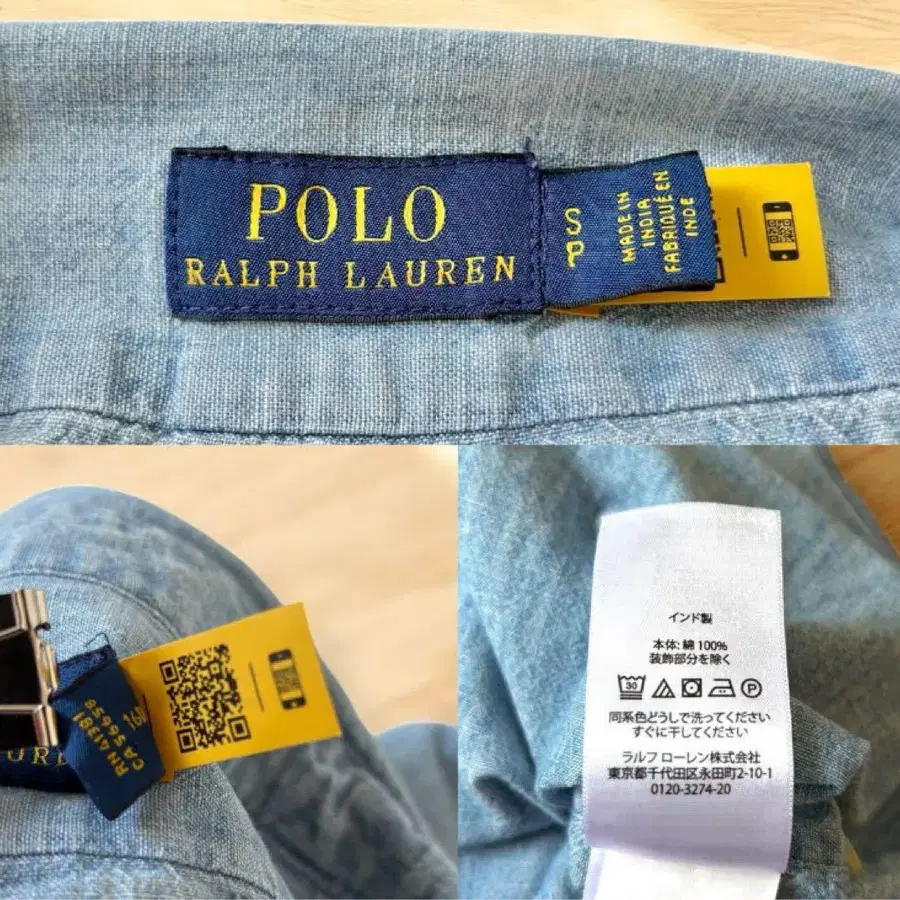 POLO
RALPH LAUREN
S
P
MADE IN
INDIA
FABRIQUÉ EN
INDE
RN 41381
CA 56658
インド製
本体: 綿 100%
装飾部分を除く
30
P
同系色どうしで洗ってください
すぐに干してください
ラルフ ローレン株式会社
東京都千代田区永田町2-10-1
0120-3274-20